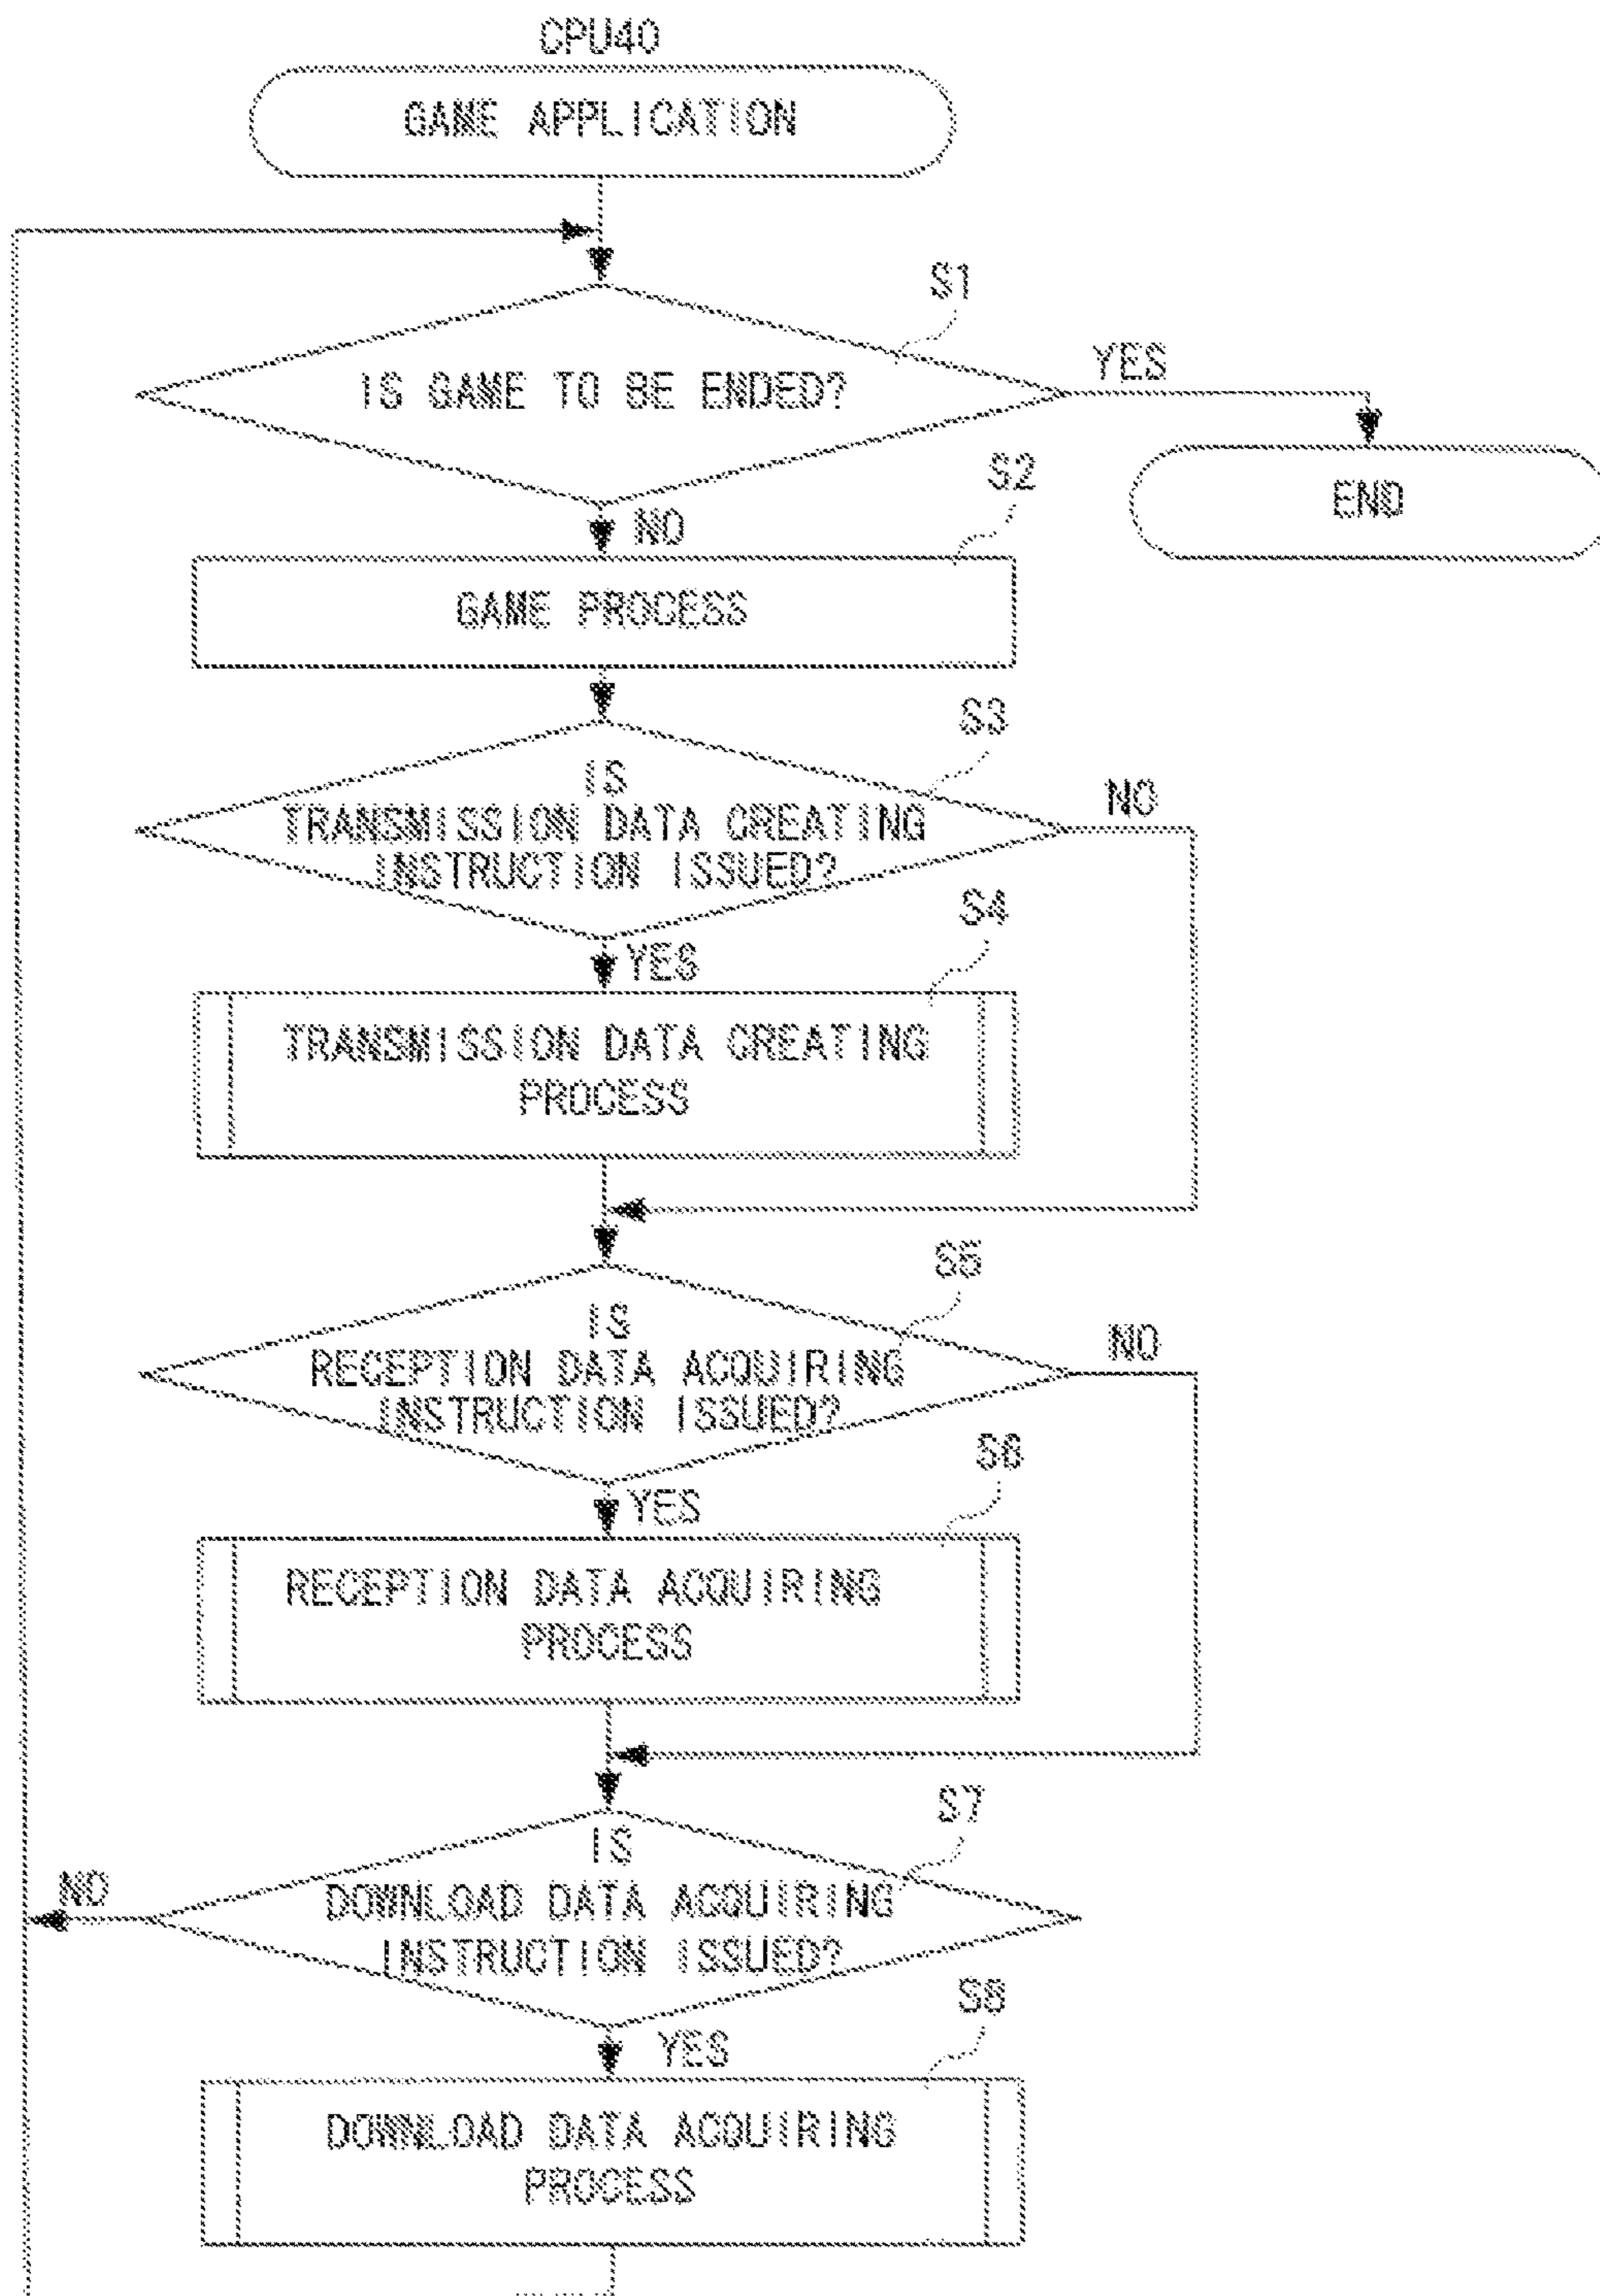 CPU40
GAME APPLICATION
S1
IS GAME TO BE ENDED?
YES
END
NO
S2
GAME PROCESS
S3
IS
TRANSMISSION DATA CREATING
INSTRUCTION ISSUED?
NO
YES
S4
TRANSMISSION DATA CREATING
PROCESS
S5
IS
RECEPTION DATA ACQUIRING
INSTRUCTION ISSUED?
NO
YES
S6
RECEPTION DATA ACQUIRING
PROCESS
S7
IS
DOWNLOAD DATA ACQUIRING
INSTRUCTION ISSUED?
NO
YES
S8
DOWNLOAD DATA ACQUIRING
PROCESS